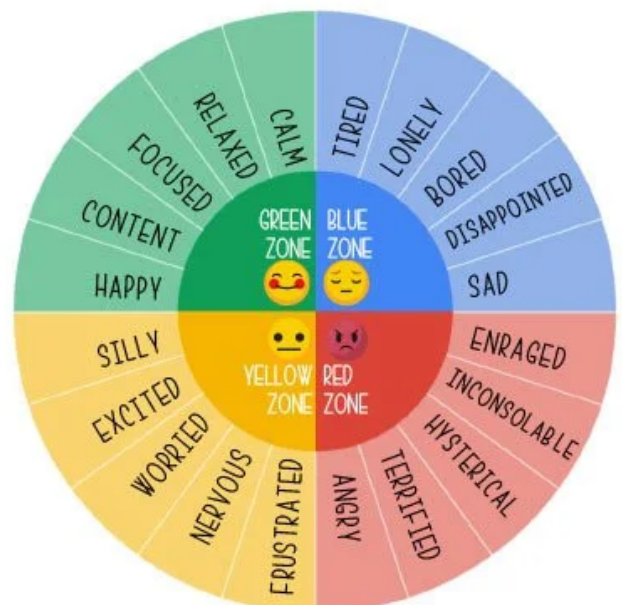 CALM
RELAXED
FOCUSED
CONTENT
HAPPY
TIRED
LONELY
BORED
DISAPPOINTED
SAD
GREEN
ZONE
BLUE
ZONE
YELLOW
ZONE
RED
ZONE
SILLY
EXCITED
WORRIED
NERVOUS
FRUSTRATED
ENRAGED
INCONSOLABLE
HYSTERICAL
TERRIFIED
ANGRY